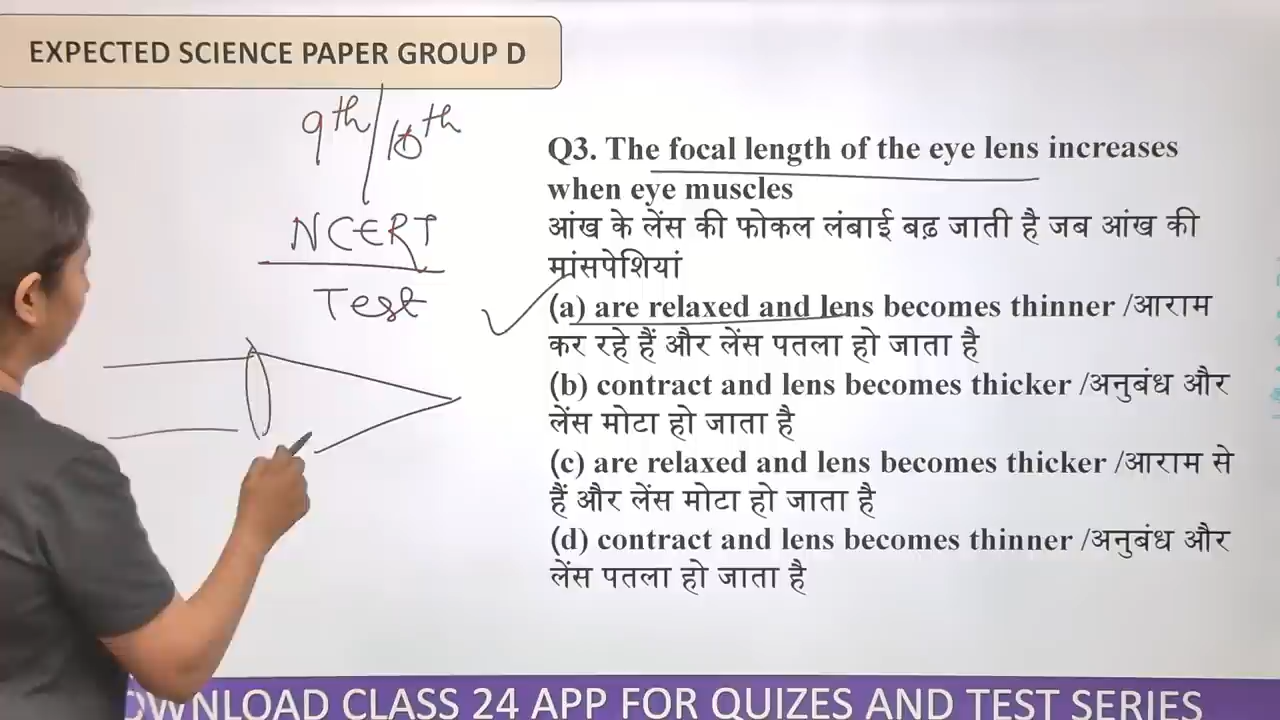 EXPECTED SCIENCE PAPER GROUP D
9th/10th
NCERT
Test
Q3. The focal length of the eye lens increases
when eye muscles
आंख के लेंस की फोकल लंबाई बढ़ जाती है जब आंख की
मांसपेशियां
(a) are relaxed and lens becomes thinner /आराम
कर रहे हैं और लेंस पतला हो जाता है
(b) contract and lens becomes thicker /अनुबंध और
लेंस मोटा हो जाता है
(c) are relaxed and lens becomes thicker /आराम से
हैं और लेंस मोटा हो जाता है
(d) contract and lens becomes thinner /अनुबंध और
लेंस पतला हो जाता है
OWNLOAD CLASS 24 APP FOR QUIZES AND TEST SERIES